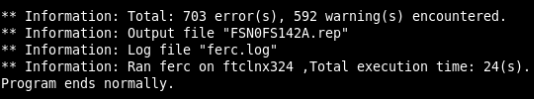 ** Information: Total: 703 error(s), 592 warning(s) encountered.
** Information: Output file "FSN0FS142A.rep"
** Information: Log file "ferc.log"
** Information: Ran ferc on ftclnx324 ,Total execution time: 24(s).
Program ends normally.